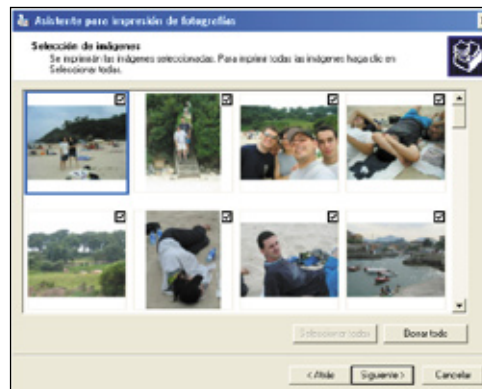 Asistente para impresión de fotografías
Selección de imágenes
Se imprimirán las imágenes seleccionadas. Para imprimir todas las imágenes haga clic en
Seleccionar todas.
Seleccionar todas
Borrar todo
< Atrás
Siguiente >
Cancelar